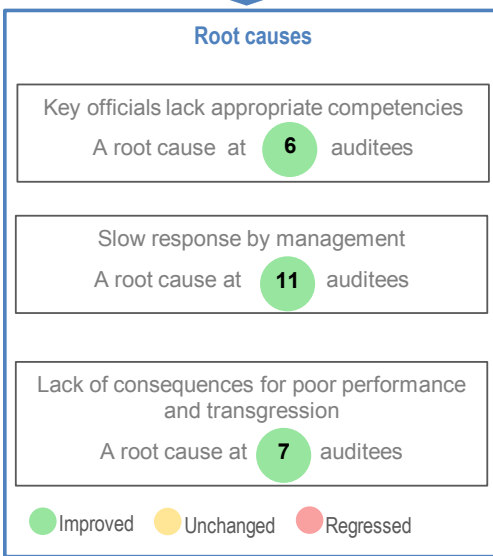 Root causes
Key officials lack appropriate competencies
A root cause at 6 auditees
Slow response by management
A root cause at 11 auditees
Lack of consequences for poor performance
and transgression
A root cause at 7 auditees
Improved Unchanged Regressed